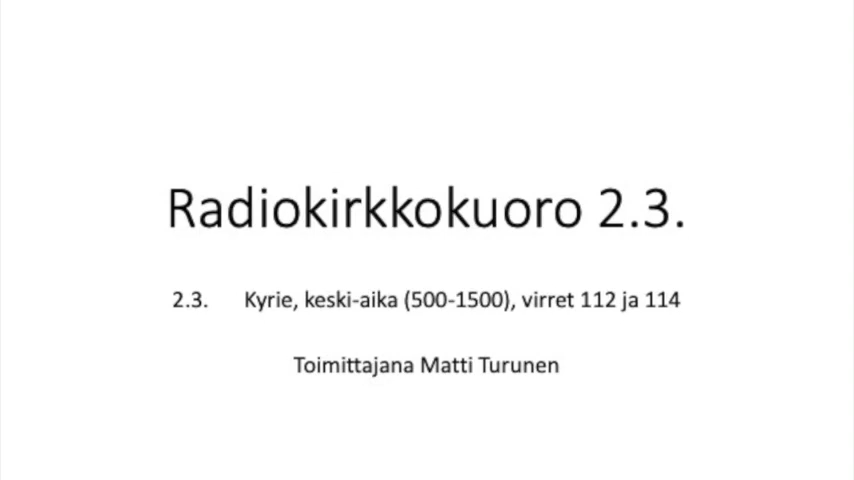 Radiokirkkokuoro 2.3.
2.3. Kyrie, keski-aika (500-1500), virret 112 ja 114
Toimittajana Matti Turunen